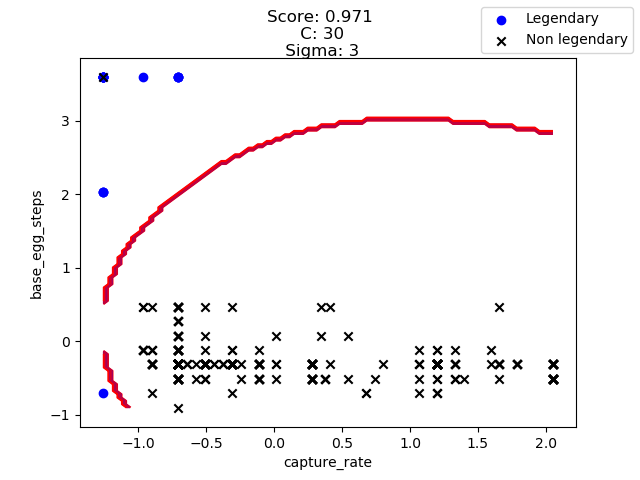 Score: 0.971
C: 30
Sigma: 3
Legendary
Non legendary
base_egg_steps
3
2
1
0
−1
−1.0
−0.5
0.0
0.5
1.0
1.5
2.0
capture_rate